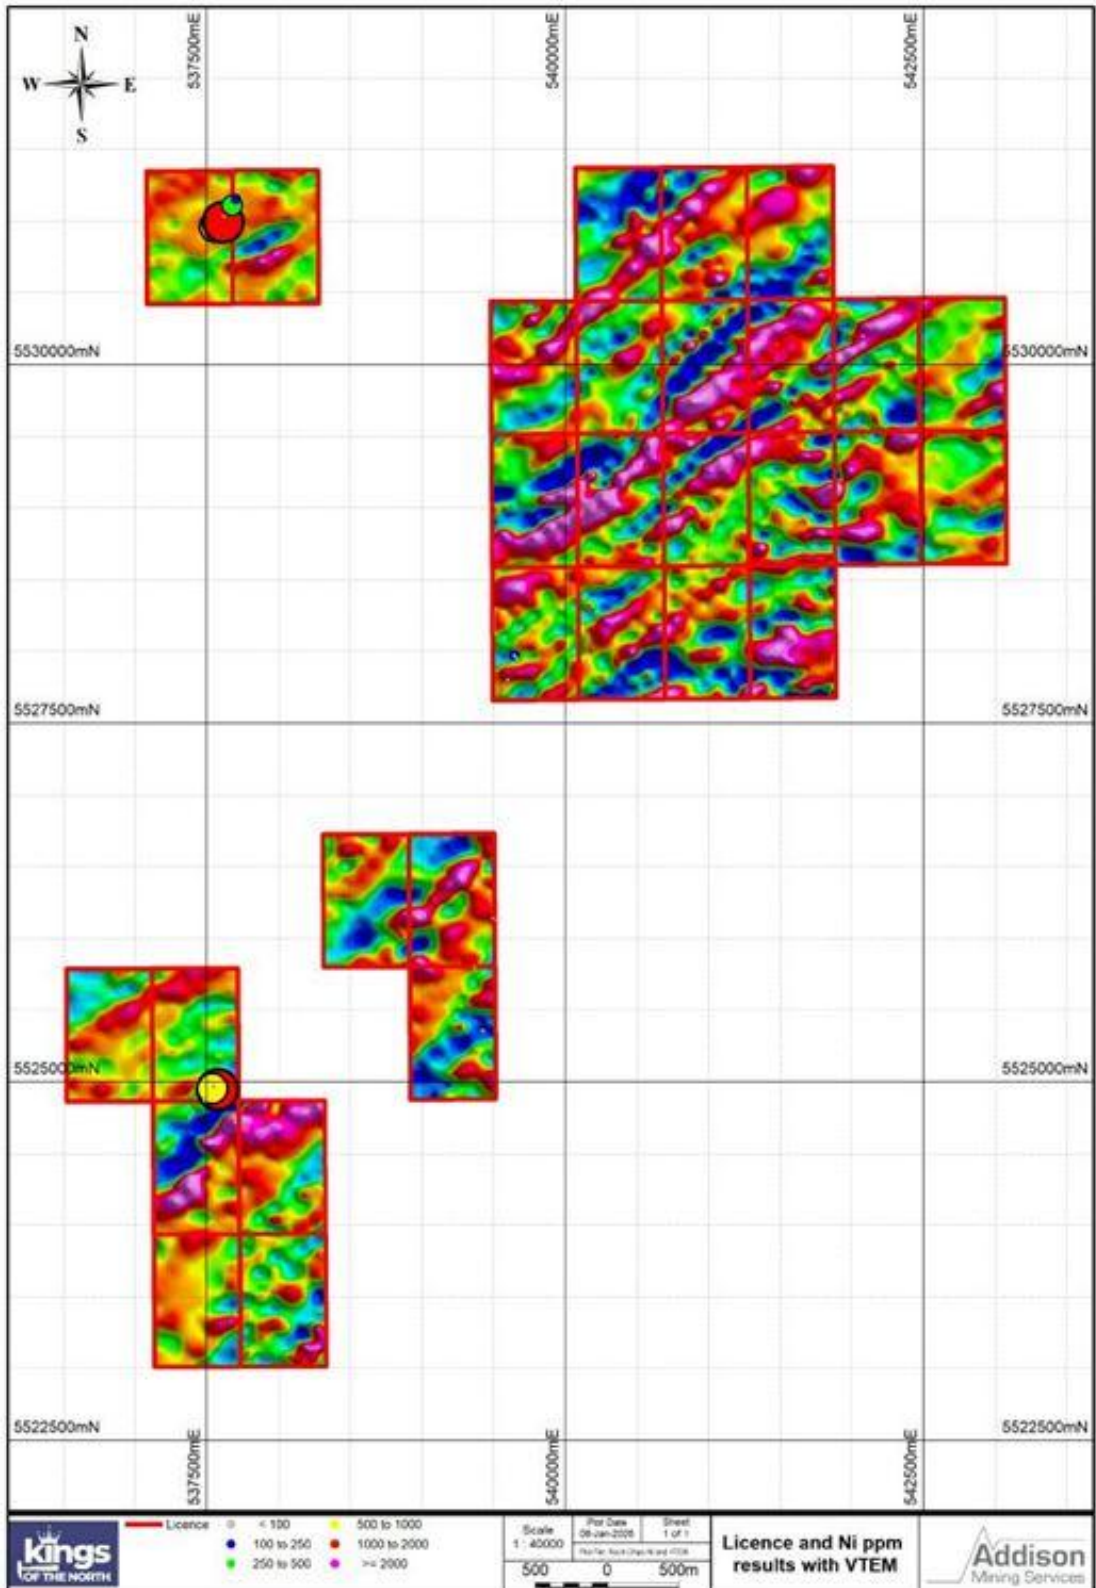 537500mE
540000mE
542500mE
N
W E
S
5530000mN
5530000mN
5527500mN
5527500mN
5525000mN
5525000mN
5522500mN
5522500mN
537500mE
540000mE
542500mE
kings
OF THE NORTH
Licence
< 100
100 to 250
250 to 500
500 to 1000
1000 to 2000
>= 2000
Scale
1 : 40000
Plot Date
Sheet
1 of 1
500 0 500m
Licence and Ni ppm
results with VTEM
Addison
Mining Services